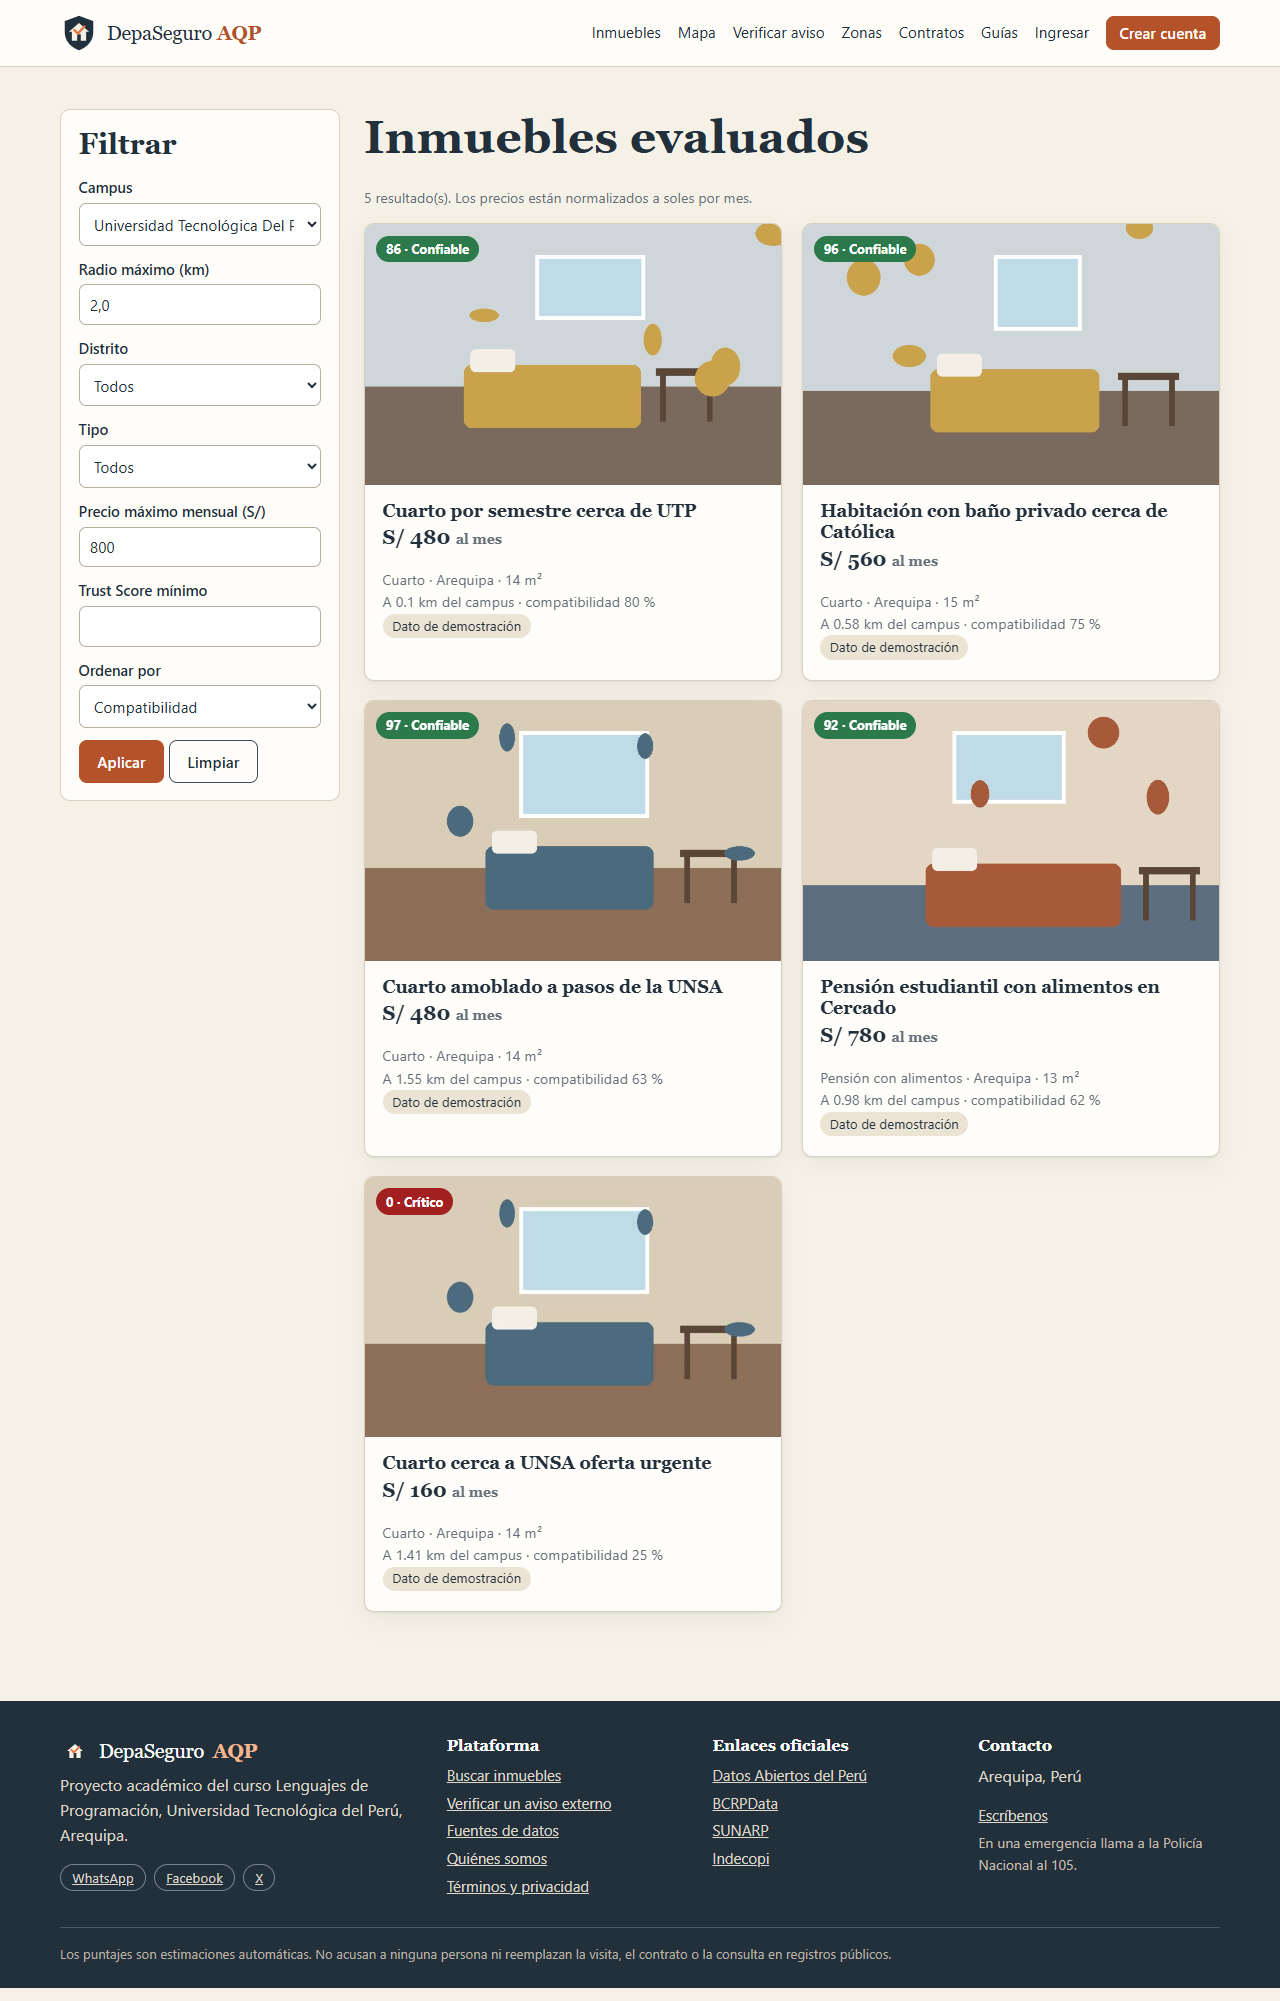 DepaSeguro AQP
Inmuebles
Mapa
Verificar aviso
Zonas
Contratos
Guías
Ingresar
Crear cuenta
Filtrar
Campus
Universidad Tecnológica Del
Radio máximo (km)
2,0
Distrito
Todos
Tipo
Todos
Precio máximo mensual (S/)
800
Trust Score mínimo
Ordenar por
Compatibilidad
Aplicar
Limpiar
Inmuebles evaluados
5 resultado(s). Los precios están normalizados a soles por mes.
86 · Confiable
Cuarto por semestre cerca de UTP
S/ 480 al mes
Cuarto · Arequipa · 14 m²
A 0.1 km del campus · compatibilidad 80 %
Dato de demostración
96 · Confiable
Habitación con baño privado cerca de
Católica
S/ 560 al mes
Cuarto · Arequipa · 15 m²
A 0.58 km del campus · compatibilidad 75 %
Dato de demostración
97 · Confiable
Cuarto amoblado a pasos de la UNSA
S/ 480 al mes
Cuarto · Arequipa · 14 m²
A 1.55 km del campus · compatibilidad 63 %
Dato de demostración
92 · Confiable
Pensión estudiantil con alimentos en
Cercado
S/ 780 al mes
Pensión con alimentos · Arequipa · 13 m²
A 0.98 km del campus · compatibilidad 62 %
Dato de demostración
0 · Crítico
Cuarto cerca a UNSA oferta urgente
S/ 160 al mes
Cuarto · Arequipa · 14 m²
A 1.41 km del campus · compatibilidad 25 %
Dato de demostración
DepaSeguro AQP
Proyecto académico del curso Lenguajes de
Programación, Universidad Tecnológica del Perú,
Arequipa.
WhatsApp
Facebook
X
Plataforma
Buscar inmuebles
Verificar un aviso externo
Fuentes de datos
Quiénes somos
Términos y privacidad
Enlaces oficiales
Datos Abiertos del Perú
BCRPData
SUNARP
Indecopi
Contacto
Arequipa, Perú
Escríbenos
En una emergencia llama a la Policía
Nacional al 105.
Los puntajes son estimaciones automáticas. No acusan a ninguna persona ni reemplazan la visita, el contrato o la consulta en registros públicos.